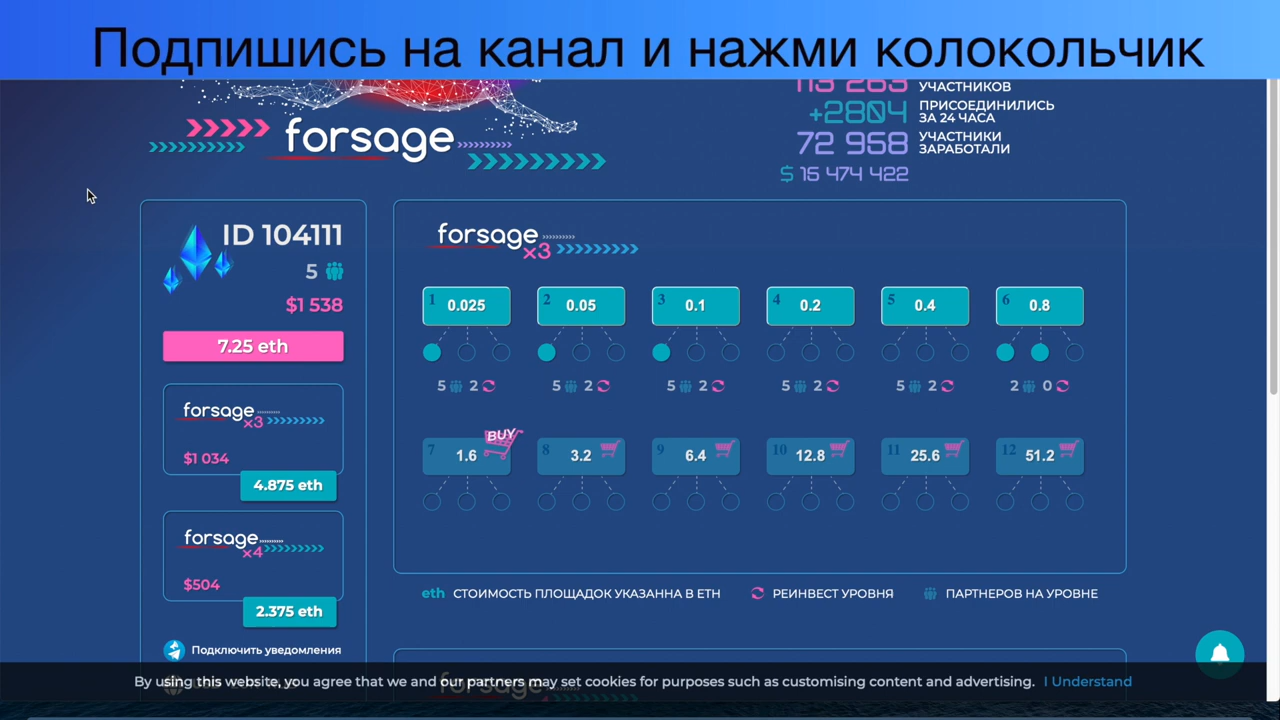 Подпишись на канал и нажми колокольчик
forsage
113 263 УЧАСТНИКОВ
+2804 ПРИСОЕДИНИЛИСЬ ЗА 24 ЧАСА
72 958 УЧАСТНИКИ ЗАРАБОТАЛИ
$ 16 474 422
ID 104111
5
$1 538
7.25 eth
forsage x3
$1 034
4.875 eth
forsage x4
$504
2.375 eth
Подключить уведомления
forsage x3
1 0.025 2 0.05 3 0.1 4 0.2 5 0.4 6 0.8
5 2 5 2 5 2 5 2 5 2 2 0
BUY
7 1.6 8 3.2 9 6.4 10 12.8 11 25.6 12 51.2
eth СТОИМОСТЬ ПЛОЩАДОК УКАЗАННА В ETH РЕИНВЕСТ УРОВНЯ ПАРТНЕРОВ НА УРОВНЕ
forsage
By using this website, you agree that we and our partners may set cookies for purposes such as customising content and advertising. I Understand